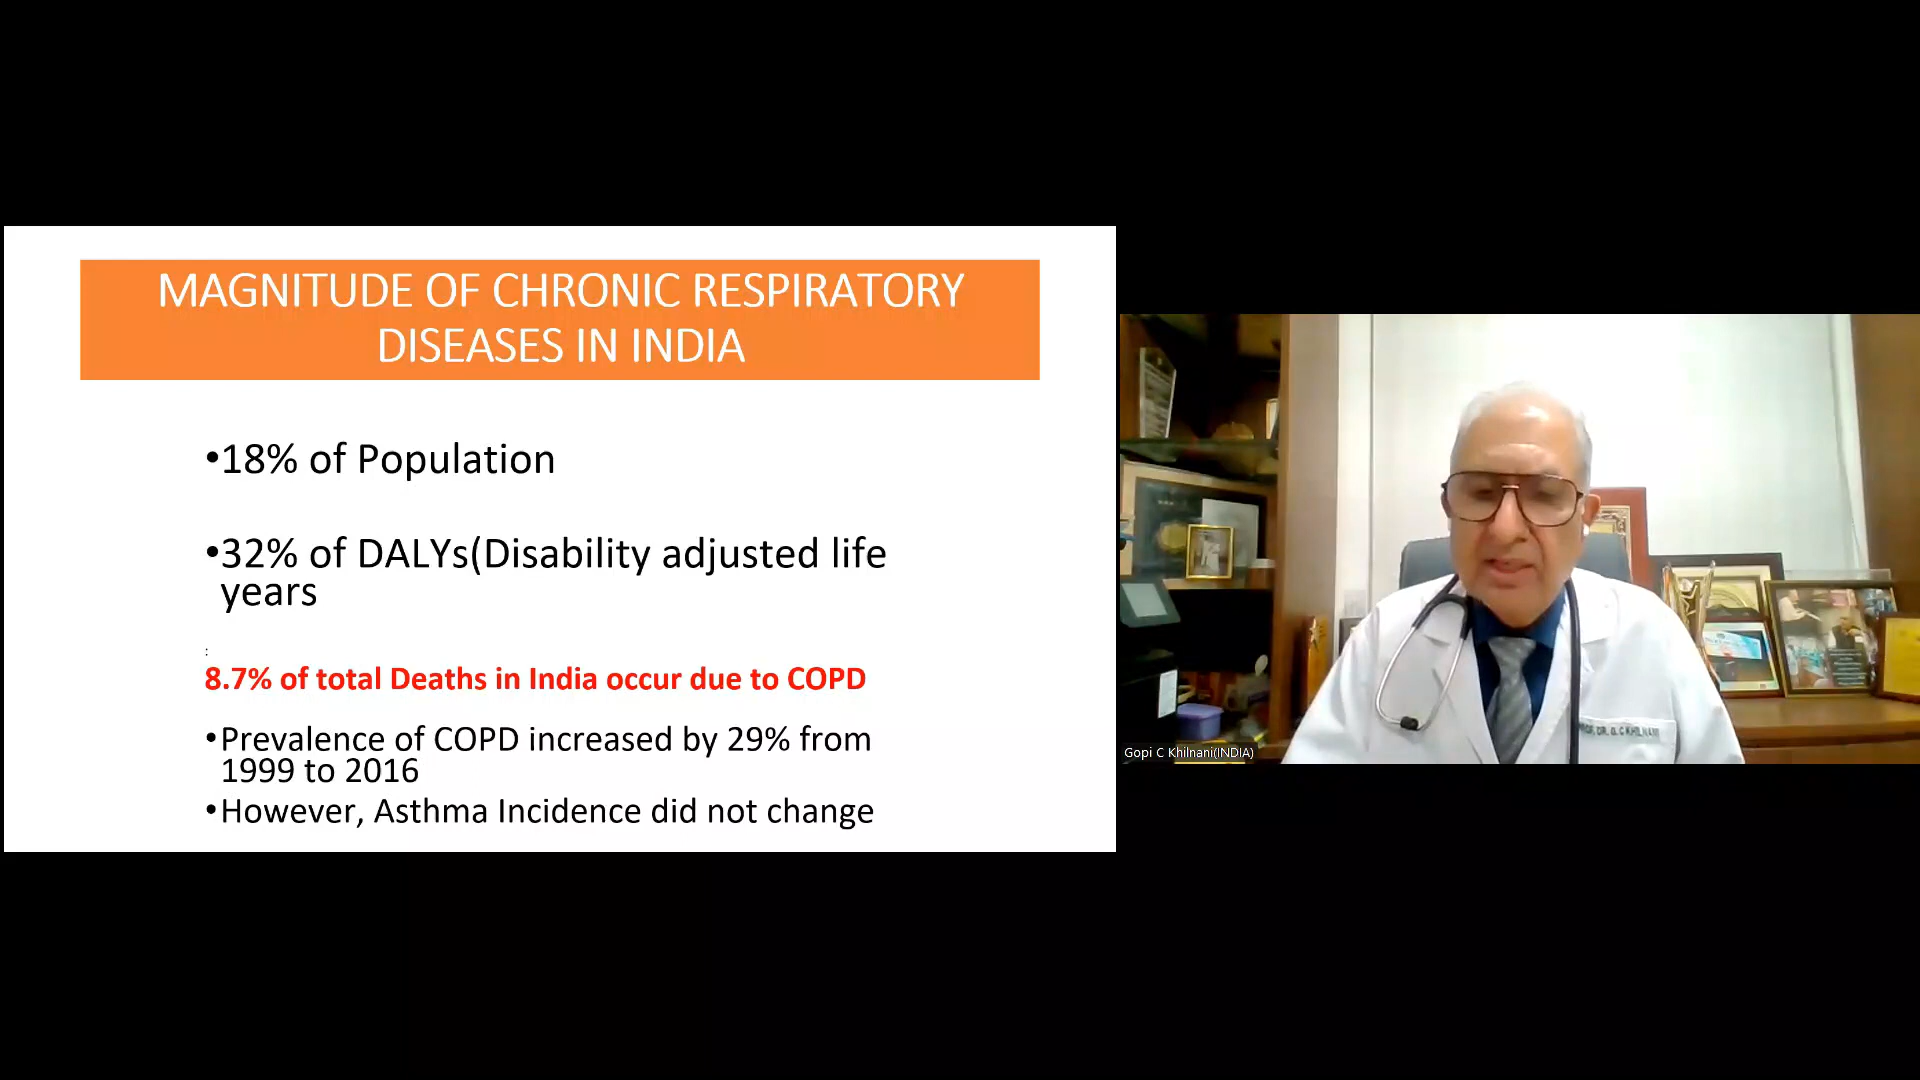 MAGNITUDE OF CHRONIC RESPIRATORY
DISEASES IN INDIA
•18% of Population
•32% of DALYs(Disability adjusted life
years
:
8.7% of total Deaths in India occur due to COPD
•Prevalence of COPD increased by 29% from
1999 to 2016
•However, Asthma Incidence did not change
Gopi C Khilnani(INDIA)
DR. G. C KHILNANI